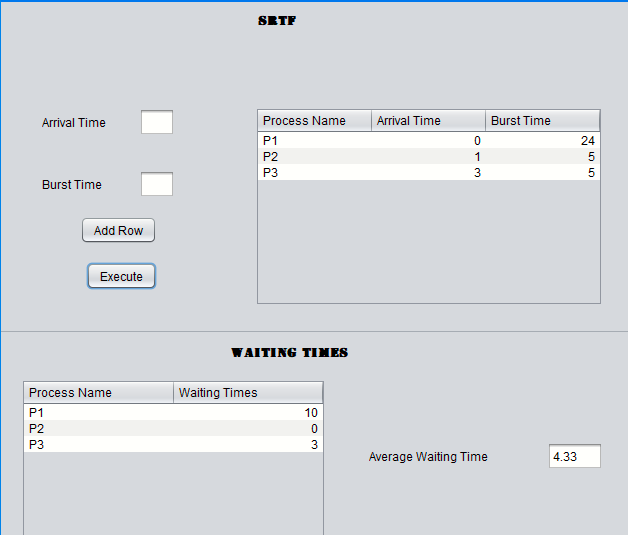 SRTF
Arrival Time
Burst Time
Add Row
Execute
Process Name Arrival Time Burst Time
P1 0 24
P2 1 5
P3 3 5
WAITING TIMES
Process Name Waiting Times
P1 10
P2 0
P3 3
Average Waiting Time 4.33